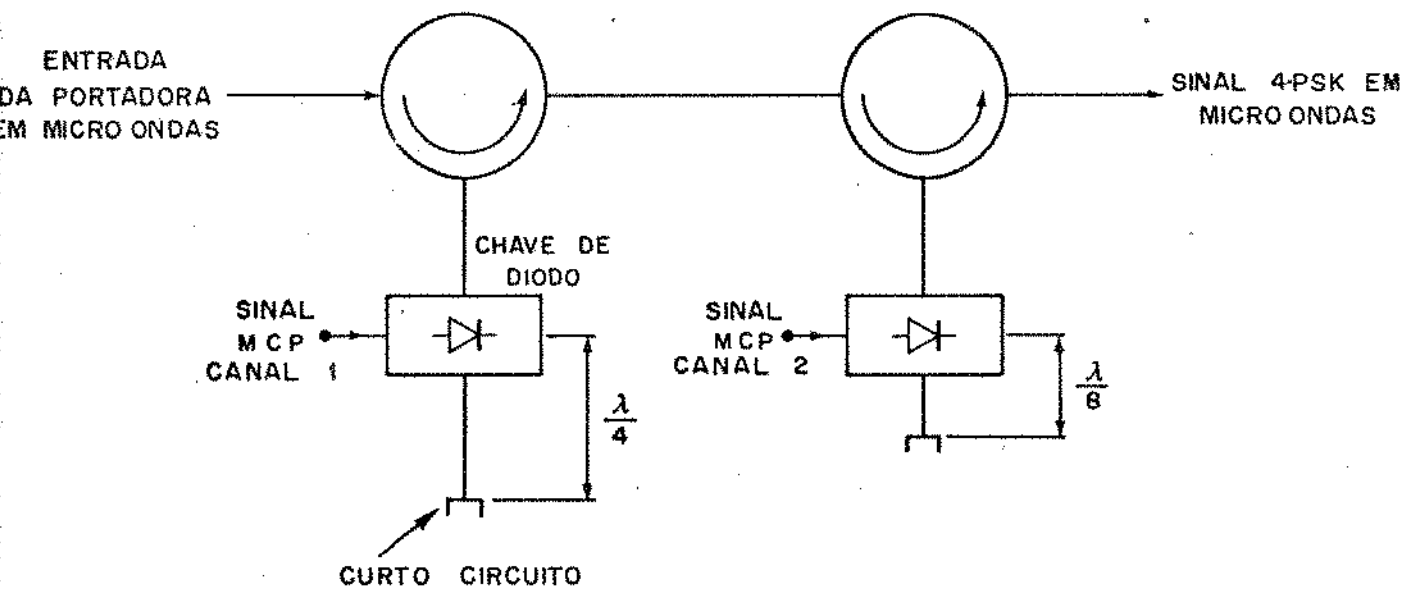 ENTRADA
DA PORTADORA
EM MICRO ONDAS
SINAL 4-PSK EM
MICRO ONDAS
CHAVE DE
DIODO
SINAL
MCP
CANAL 1
λ
4
SINAL
MCP
CANAL 2
λ
8
CURTO CIRCUITO